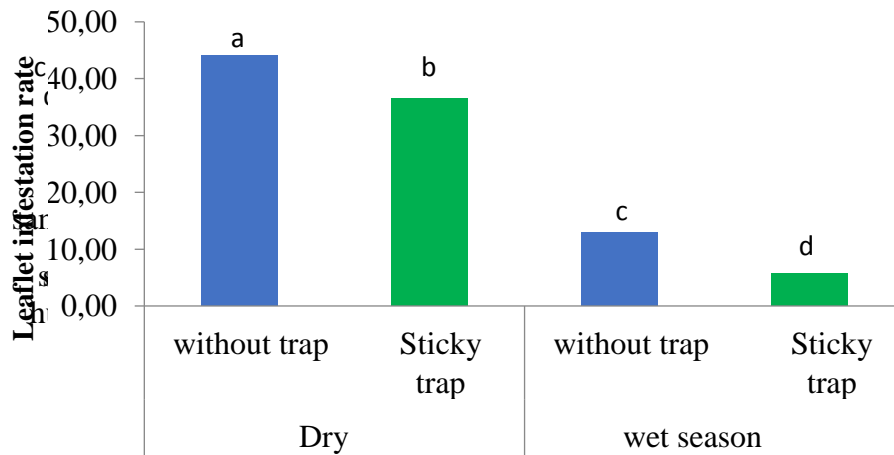 Leaflet infestation rate
50,00
40,00
30,00
20,00
10,00
0,00
a
b
c
d
without trap
Sticky
trap
without trap
Sticky
trap
Dry
wet season